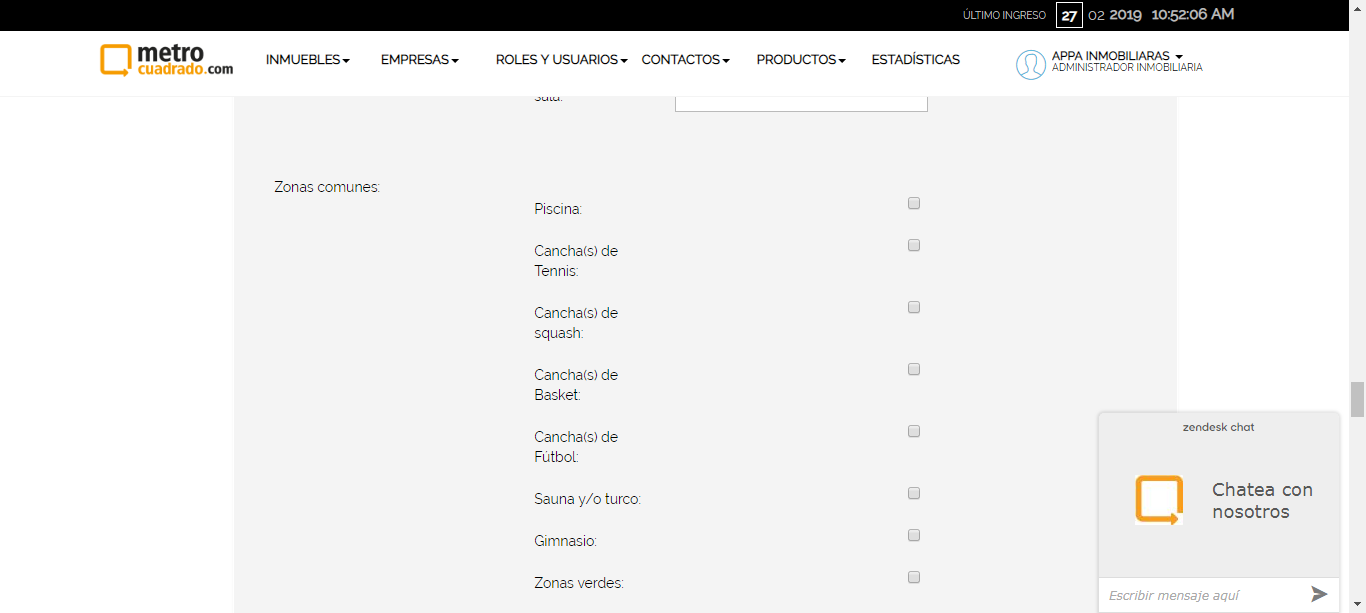 ÚLTIMO INGRESO 27 02 2019 10:52:06 AM
metro
cuadrado.com
INMUEBLES EMPRESAS ROLES Y USUARIOS CONTACTOS PRODUCTOS ESTADÍSTICAS
APPA INMOBILIARAS
ADMINISTRADOR INMOBILIARIA
Zonas comunes:
Piscina:
Cancha(s) de
Tennis:
Cancha(s) de
squash:
Cancha(s) de
Basket:
Cancha(s) de
Fútbol:
Sauna y/o turco:
Gimnasio:
Zonas verdes:
zendesk chat
Chatea con
nosotros
Escribir mensaje aquí